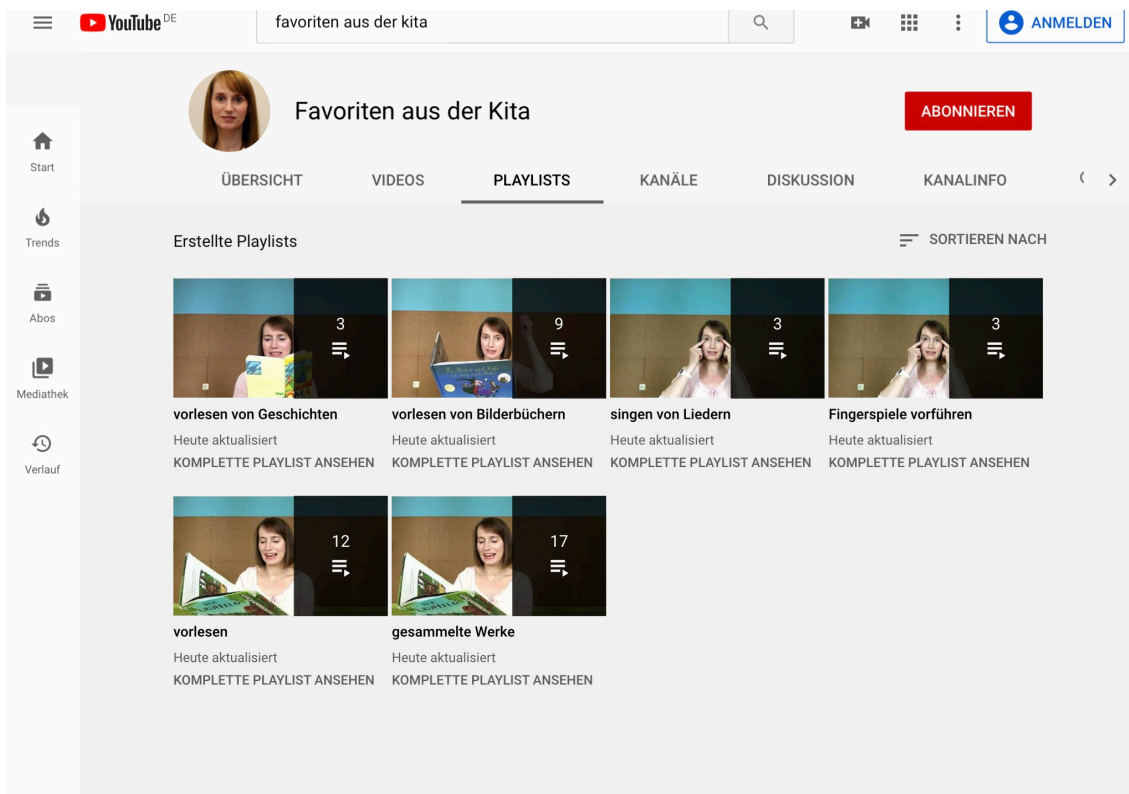 YouTube DE
favoriten aus der kita
ANMELDEN
Favoriten aus der Kita
ABONNIEREN
ÜBERSICHT VIDEOS PLAYLISTS KANÄLE DISKUSSION KANALINFO
Start
Trends
Abos
Mediathek
Verlauf
Erstellte Playlists
SORTIEREN NACH
3 9 3 3
vorlesen von Geschichten vorlesen von Bilderbüchern singen von Liedern Fingerspiele vorführen
Heute aktualisiert Heute aktualisiert Heute aktualisiert Heute aktualisiert
KOMPLETTE PLAYLIST ANSEHEN KOMPLETTE PLAYLIST ANSEHEN KOMPLETTE PLAYLIST ANSEHEN KOMPLETTE PLAYLIST ANSEHEN
12 17
vorlesen gesammelte Werke
Heute aktualisiert Heute aktualisiert
KOMPLETTE PLAYLIST ANSEHEN KOMPLETTE PLAYLIST ANSEHEN